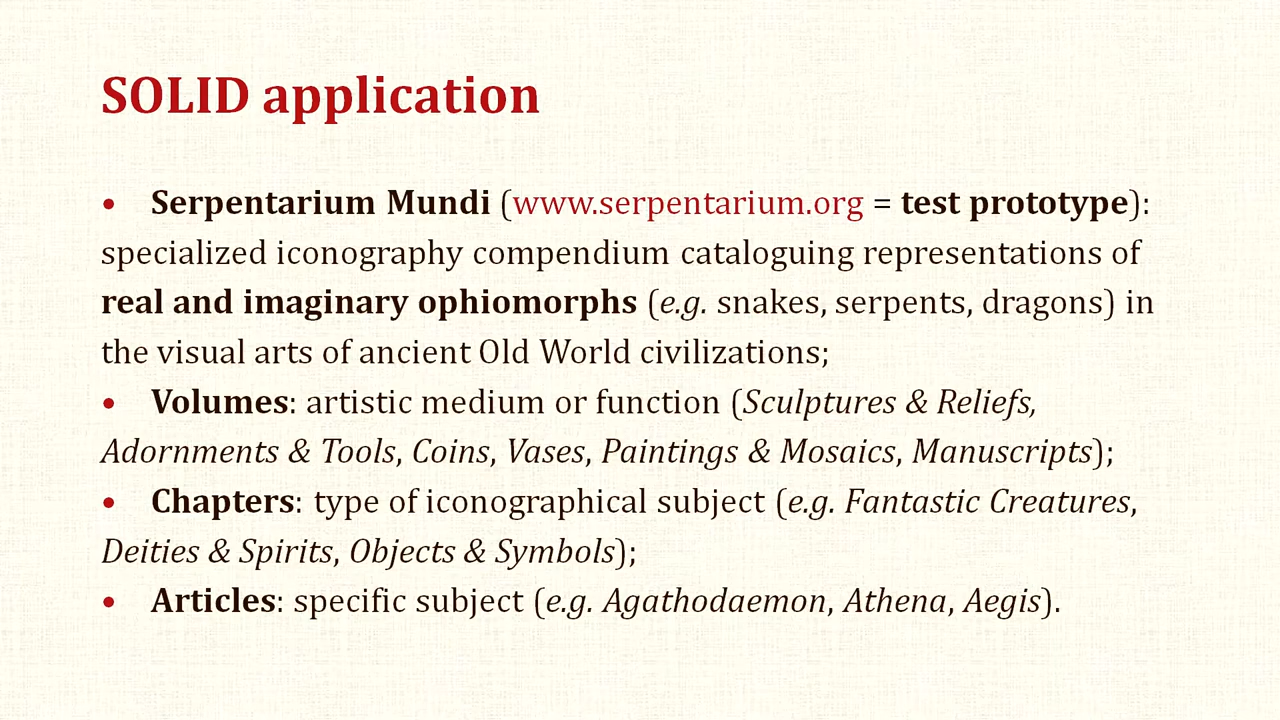 SOLID application
• Serpentarium Mundi (www.serpentarium.org = test prototype):
specialized iconography compendium cataloguing representations of
real and imaginary ophiomorphs (e.g. snakes, serpents, dragons) in
the visual arts of ancient Old World civilizations;
• Volumes: artistic medium or function (Sculptures & Reliefs,
Adornments & Tools, Coins, Vases, Paintings & Mosaics, Manuscripts);
• Chapters: type of iconographical subject (e.g. Fantastic Creatures,
Deities & Spirits, Objects & Symbols);
• Articles: specific subject (e.g. Agathodaemon, Athena, Aegis).